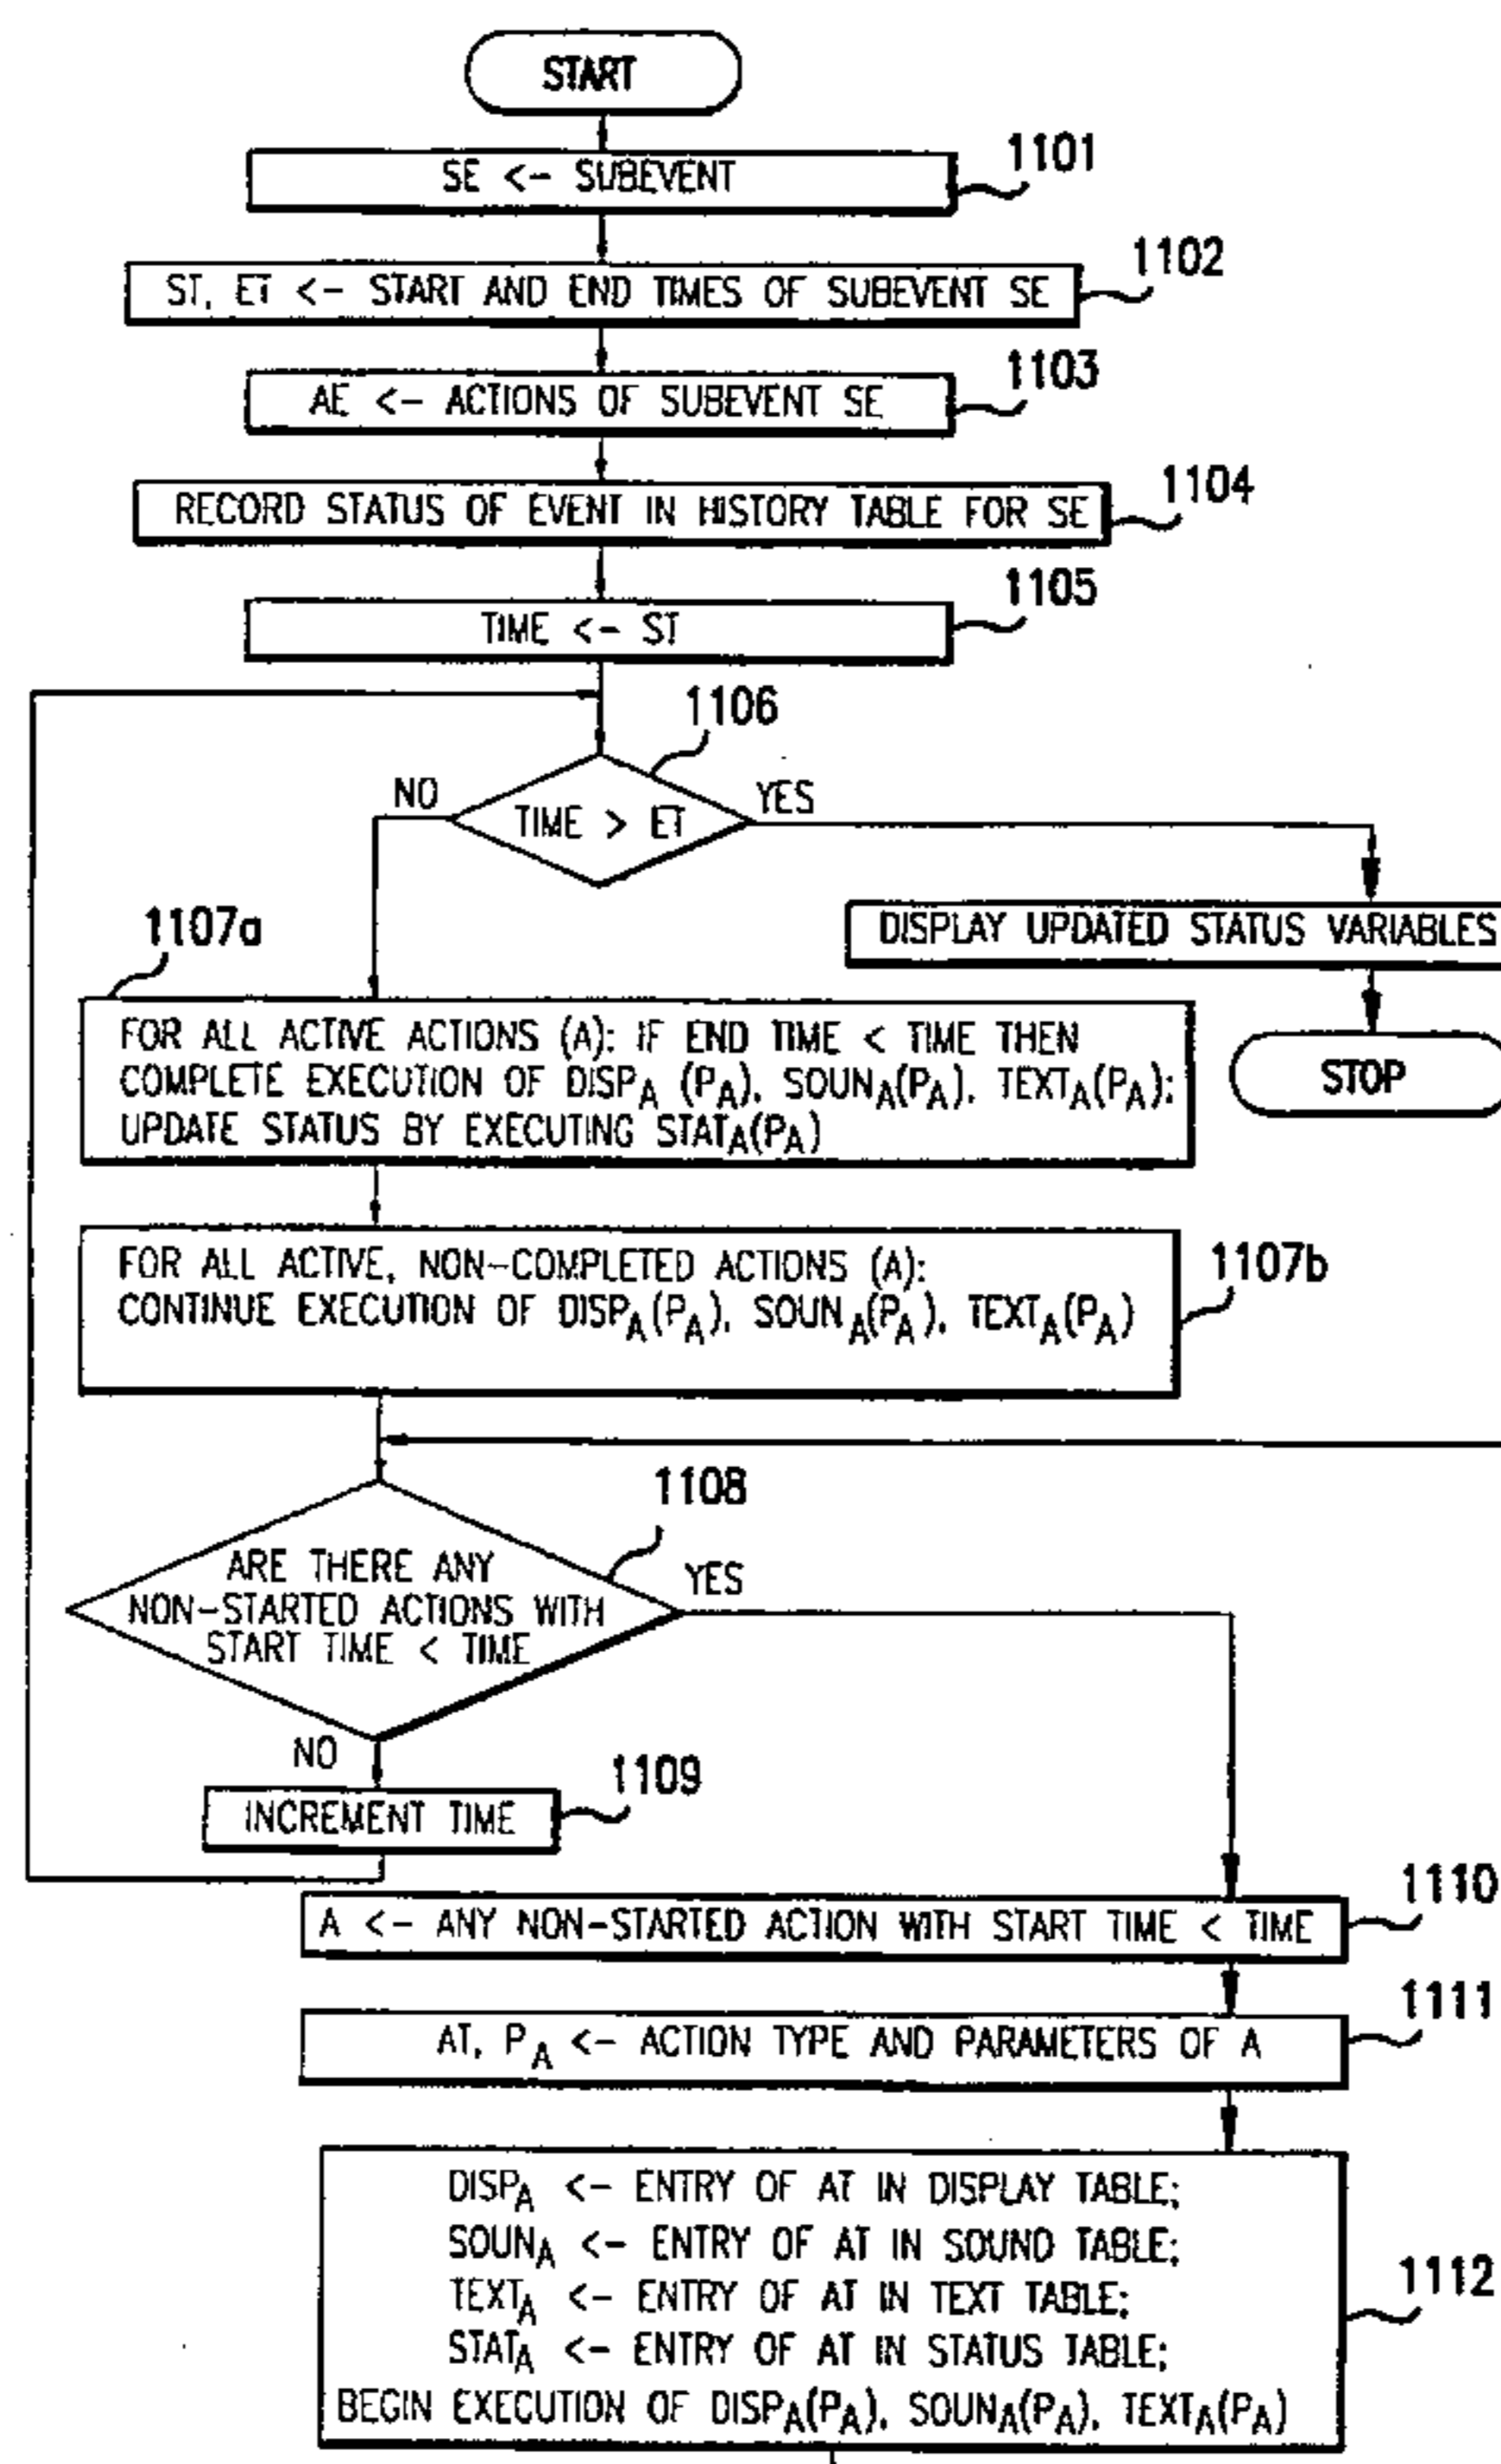 START
SE <- SUBEVENT
1101
ST, ET <- START AND END TIMES OF SUBEVENT SE
1102
AE <- ACTIONS OF SUBEVENT SE
1103
RECORD STATUS OF EVENT IN HISTORY TABLE FOR SE
1104
TIME <- ST
1105
1106
NO
TIME > ET
YES
DISPLAY UPDATED STATUS VARIABLES
STOP
1107a
FOR ALL ACTIVE ACTIONS (A): IF END TIME < TIME THEN
COMPLETE EXECUTION OF DISPA (PA), SOUNA(PA), TEXTA(PA);
UPDATE STATUS BY EXECUTING STATA(PA)
FOR ALL ACTIVE, NON-COMPLETED ACTIONS (A):
CONTINUE EXECUTION OF DISPA(PA), SOUNA(PA), TEXTA(PA)
1107b
1108
ARE THERE ANY
NON-STARTED ACTIONS WITH
START TIME < TIME
YES
NO
INCREMENT TIME
1109
A <- ANY NON-STARTED ACTION WITH START TIME < TIME
1110
AT, PA <- ACTION TYPE AND PARAMETERS OF A
1111
DISPA <- ENTRY OF AT IN DISPLAY TABLE;
SOUNA <- ENTRY OF AT IN SOUND TABLE;
TEXTA <- ENTRY OF AT IN TEXT TABLE;
STATA <- ENTRY OF AT IN STATUS TABLE;
BEGIN EXECUTION OF DISPA(PA), SOUNA(PA), TEXTA(PA)
1112